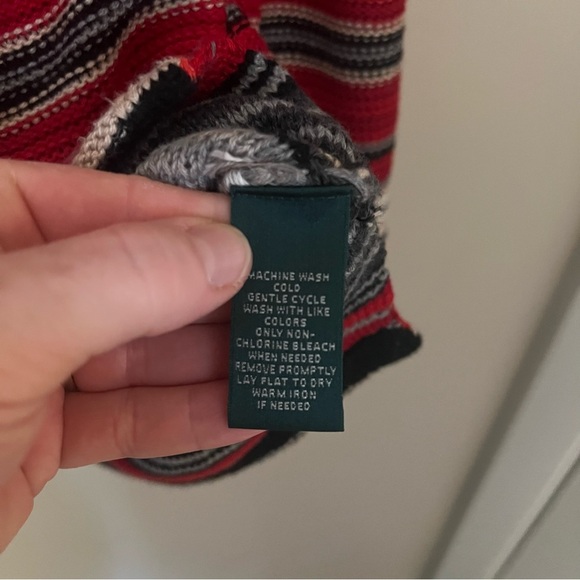 MACHINE WASH
COLD
GENTLE CYCLE
WASH WITH LIKE
COLORS
ONLY NON-
CHLORINE BLEACH
WHEN NEEDED
REMOVE PROMPTLY
LAY FLAT TO DRY
WARM IRON
IF NEEDED